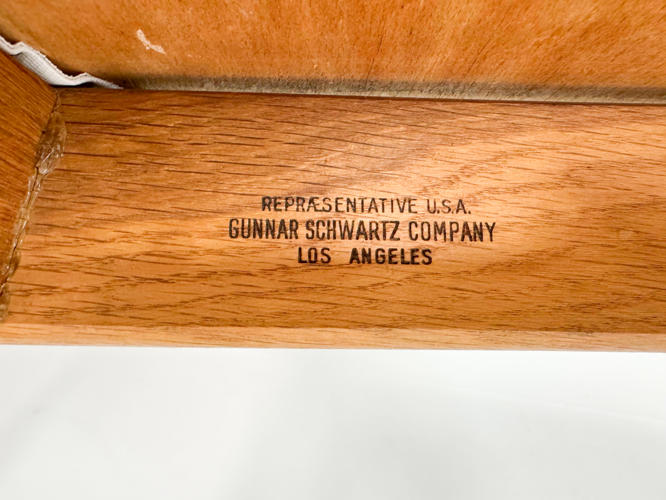 REPRÆSENTATIVE U.S.A.
GUNNAR SCHWARTZ COMPANY
LOS ANGELES